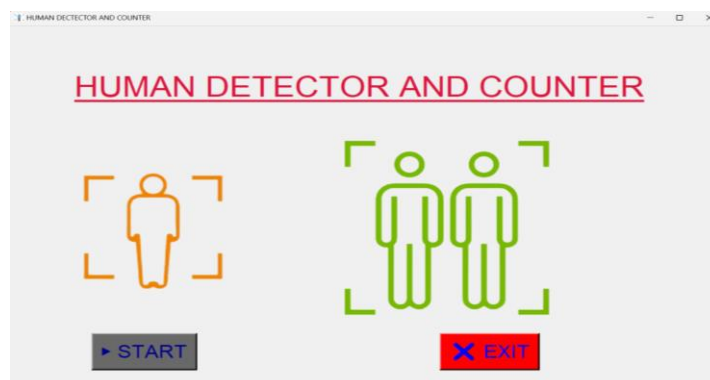 HUMAN DECTECTOR AND COUNTER
HUMAN DETECTOR AND COUNTER
START
EXIT